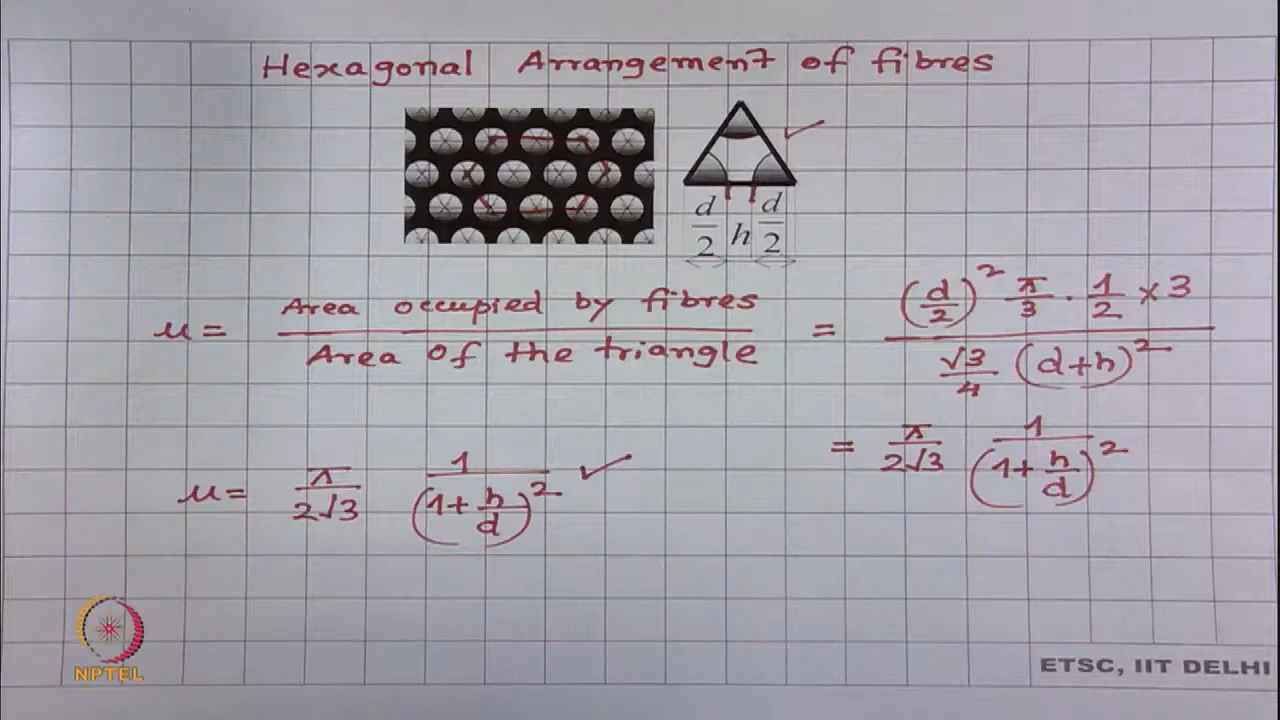 Hexagonal Arrangement of fibres
d/2 h d/2
μ = Area occupied by fibres / Area of the triangle = (d/2)² π/3 · 1/2 × 3 / √3/4 (d+h)²
= π/2√3 1/(1+h/d)²
μ = π/2√3 1/(1+h/d)²
NPTEL
ETSC, IIT DELHI